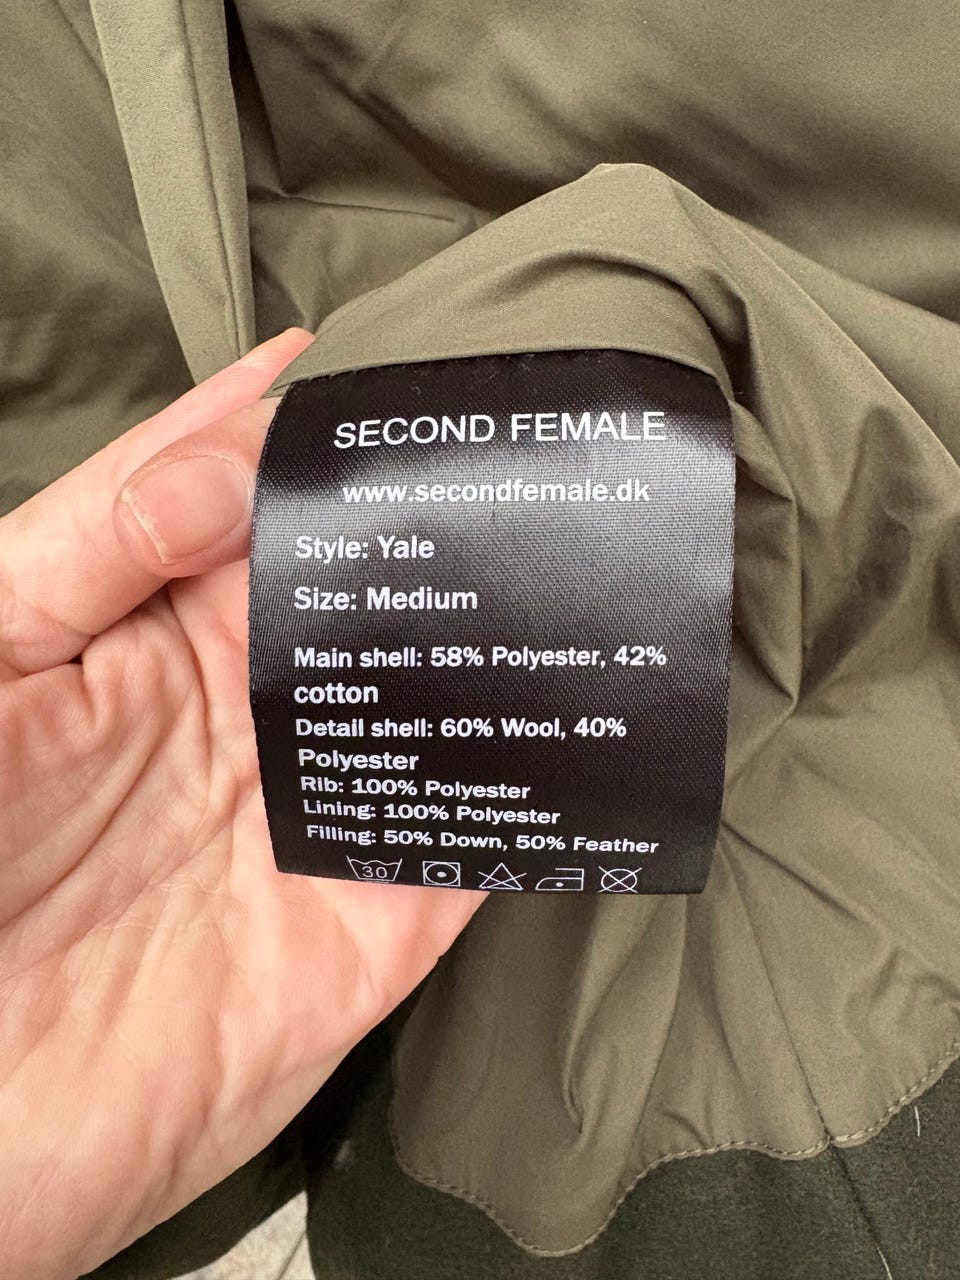 SECOND FEMALE
www.secondfemale.dk
Style: Yale
Size: Medium
Main shell: 58% Polyester, 42%
cotton
Detail shell: 60% Wool, 40%
Polyester
Rib: 100% Polyester
Lining: 100% Polyester
Filling: 50% Down, 50% Feather
30